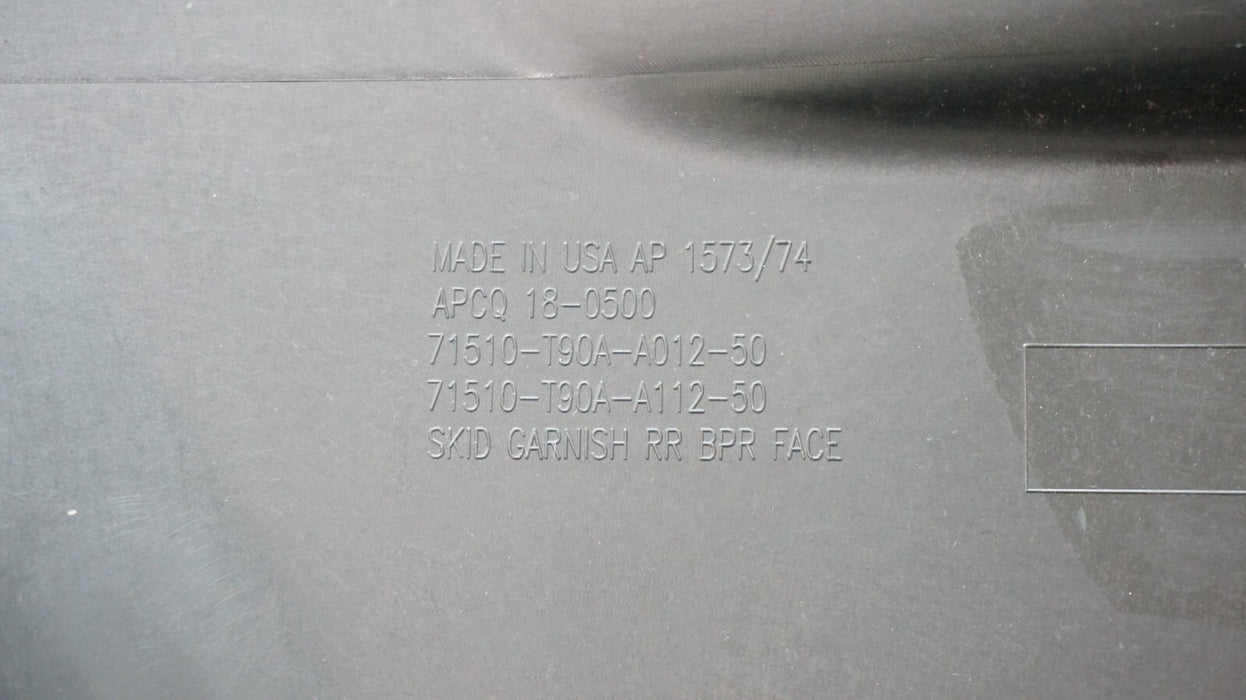 MADE IN USA AP 1573/74
APCQ 18-0500
71510-T90A-A012-50
71510-T90A-A112-50
SKID GARNISH RR BPR FACE